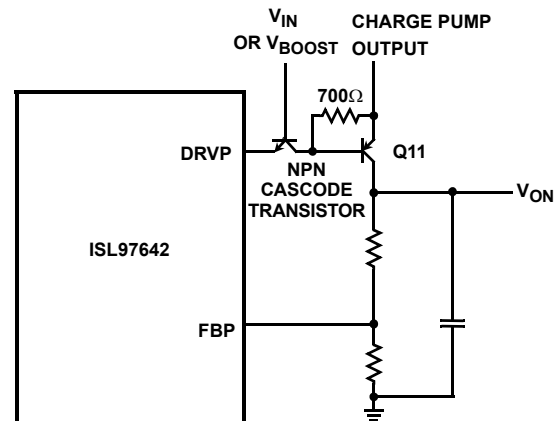 V_IN
OR V_BOOST
CHARGE PUMP
OUTPUT
700Ω
DRVP
Q11
NPN
CASCODE
TRANSISTOR
V_ON
ISL97642
FBP